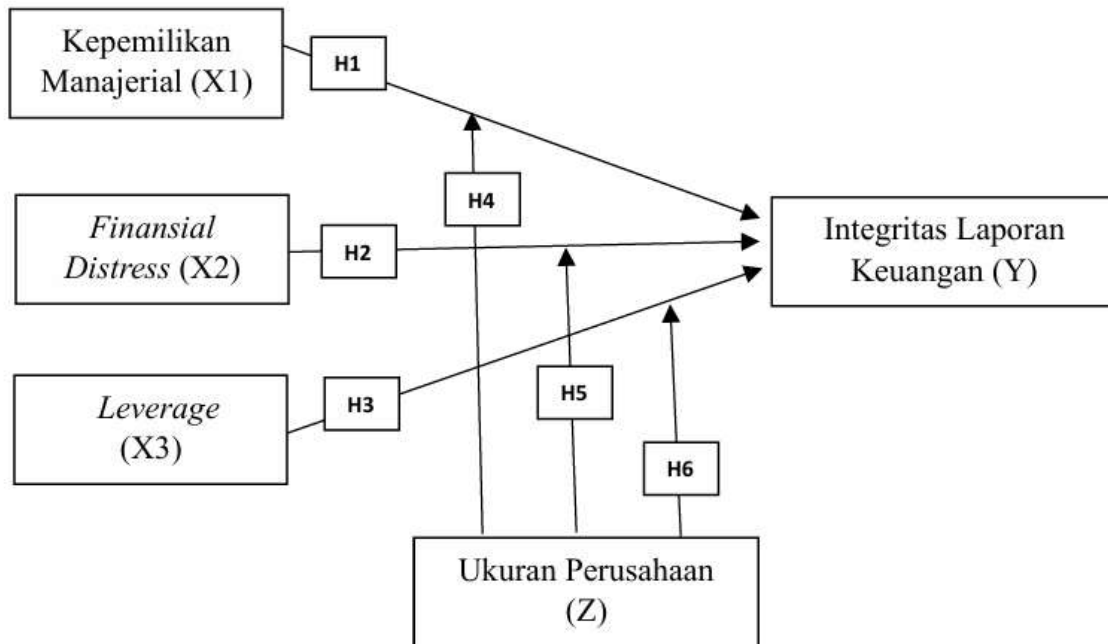 Kepemilikan
Manajerial (X1)
H1
H4
Finansial
Distress (X2)
H2
Integritas Laporan
Keuangan (Y)
Leverage
(X3)
H3
H5
H6
Ukuran Perusahaan
(Z)